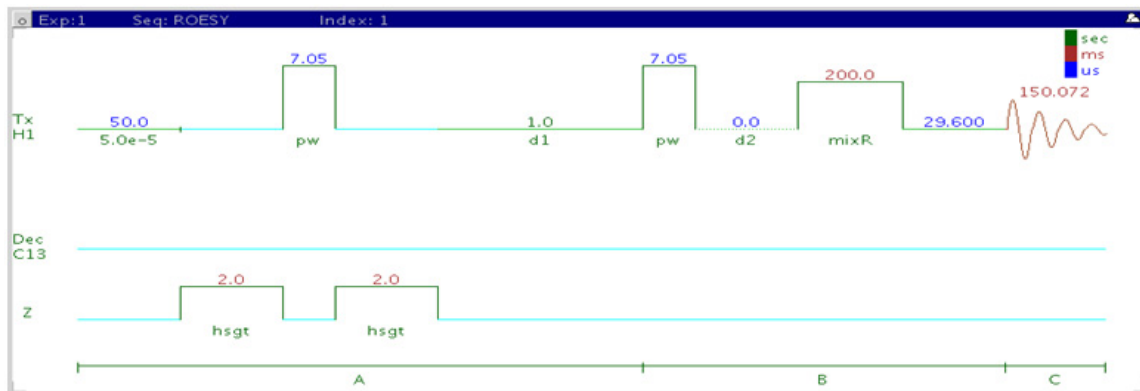 Exp:1 Seq: ROESY Index: 1
sec
ms
us
7.05 7.05 200.0 150.072
Tx
H1
50.0 1.0 0.0 29.600
5.0e-5 pw d1 pw d2 mixR
Dec
C13
2.0 2.0
Z
hsgt hsgt
A B C